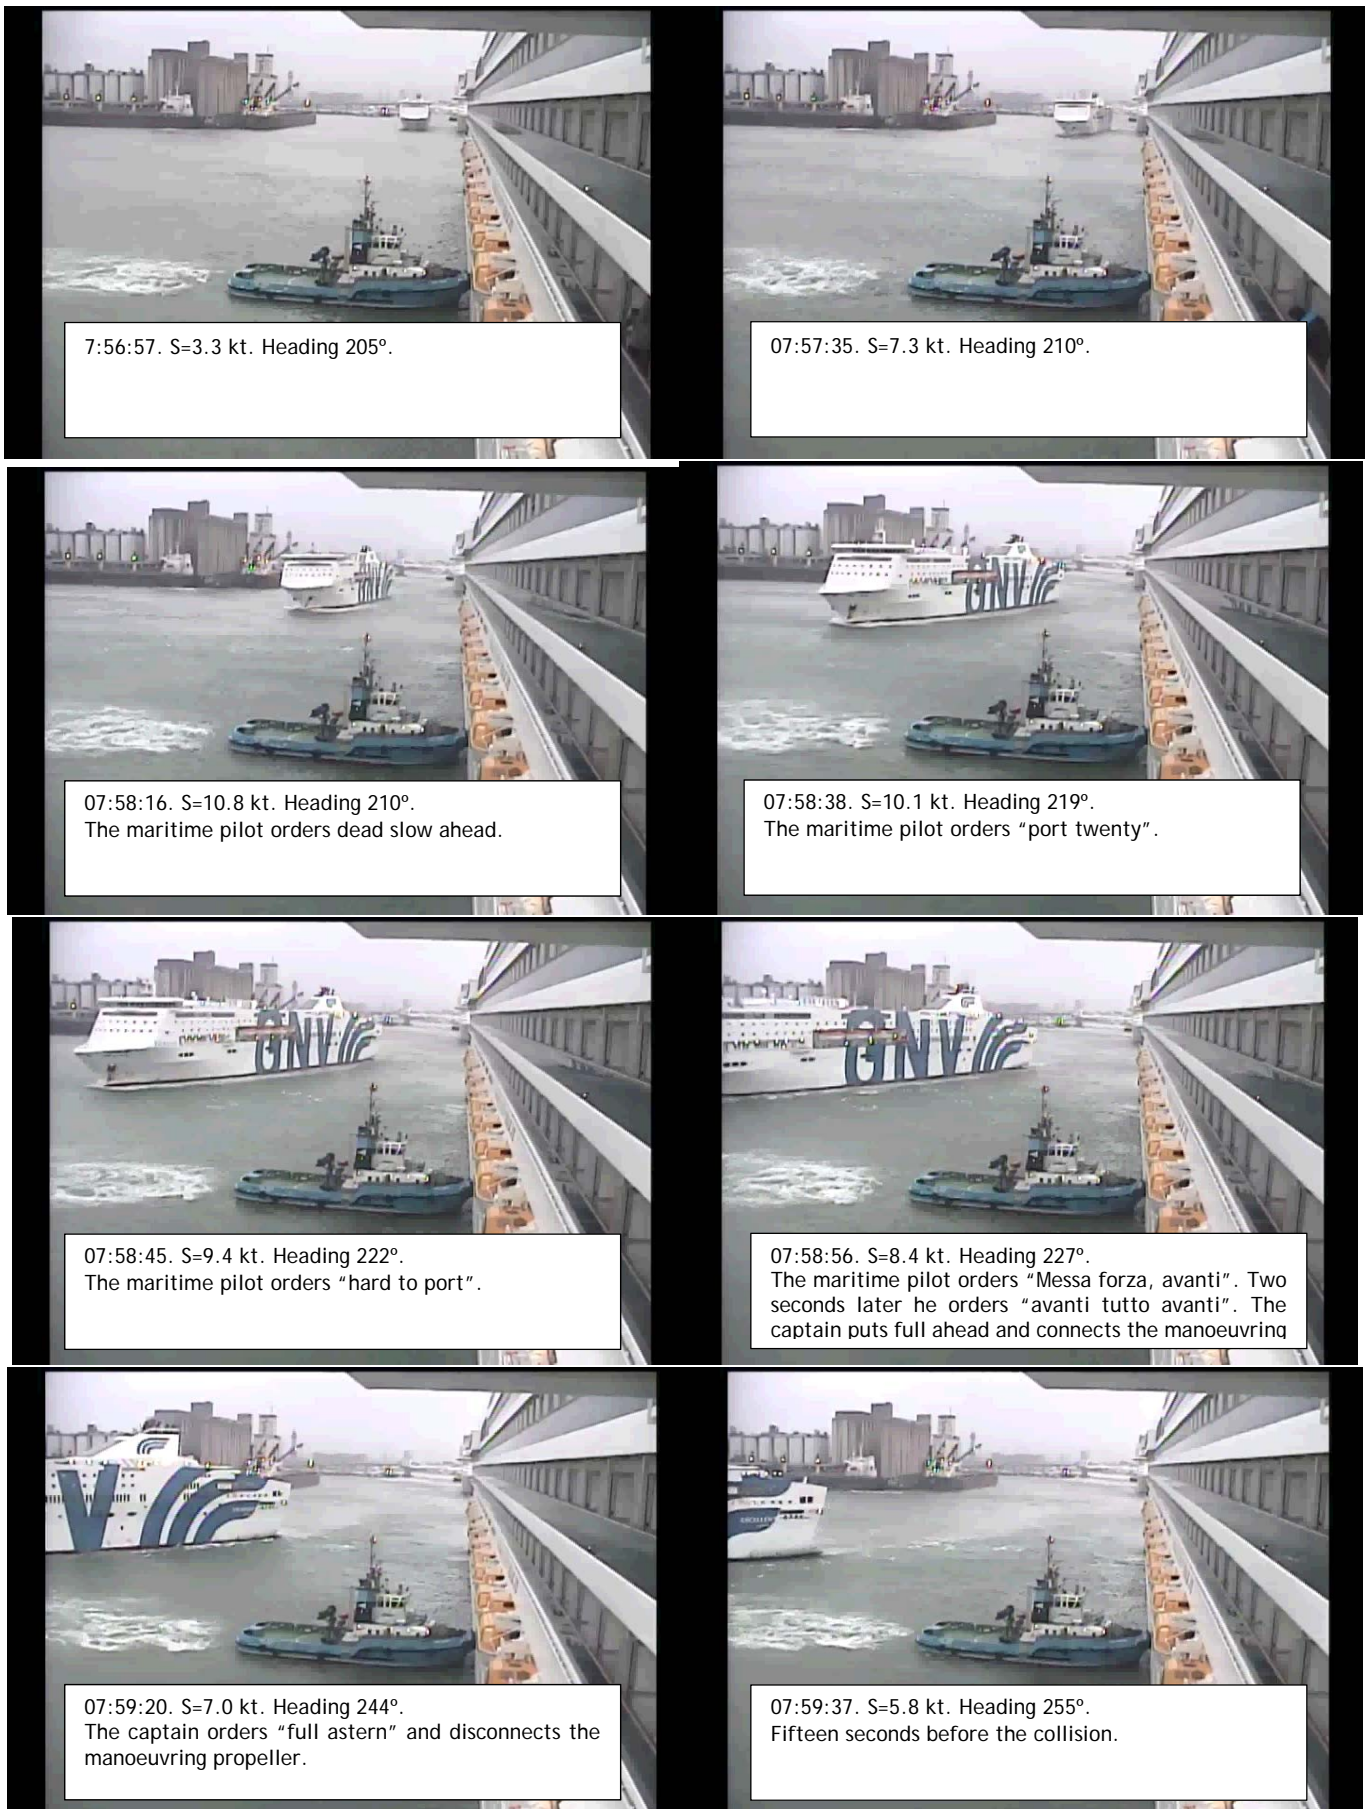 7:56:57. S=3.3 kt. Heading 205º.
07:57:35. S=7.3 kt. Heading 210º.
GNV
07:58:16. S=10.8 kt. Heading 210º.
The maritime pilot orders dead slow ahead.
GNV
07:58:38. S=10.1 kt. Heading 219º.
The maritime pilot orders “port twenty”.
GNV
07:58:45. S=9.4 kt. Heading 222º.
The maritime pilot orders “hard to port”.
GNV
07:58:56. S=8.4 kt. Heading 227º.
The maritime pilot orders “Messa forza, avanti”. Two
seconds later he orders “avanti tutto avanti”. The
captain puts full ahead and connects the manoeuvring
V
07:59:20. S=7.0 kt. Heading 244º.
The captain orders “full astern” and disconnects the
manoeuvring propeller.
07:59:37. S=5.8 kt. Heading 255º.
Fifteen seconds before the collision.